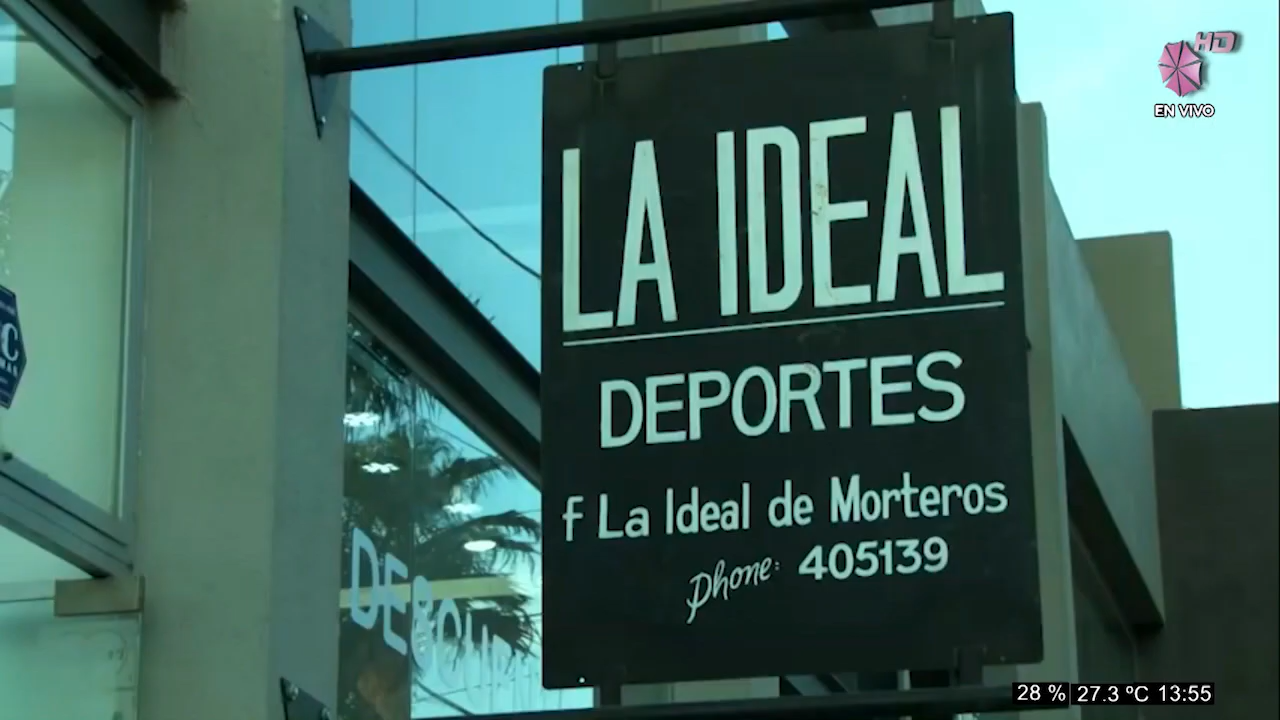 HD
EN VIVO
LA IDEAL
DEPORTES
f La Ideal de Morteros
phone: 405139
28 % 27.3 ºC 13:55